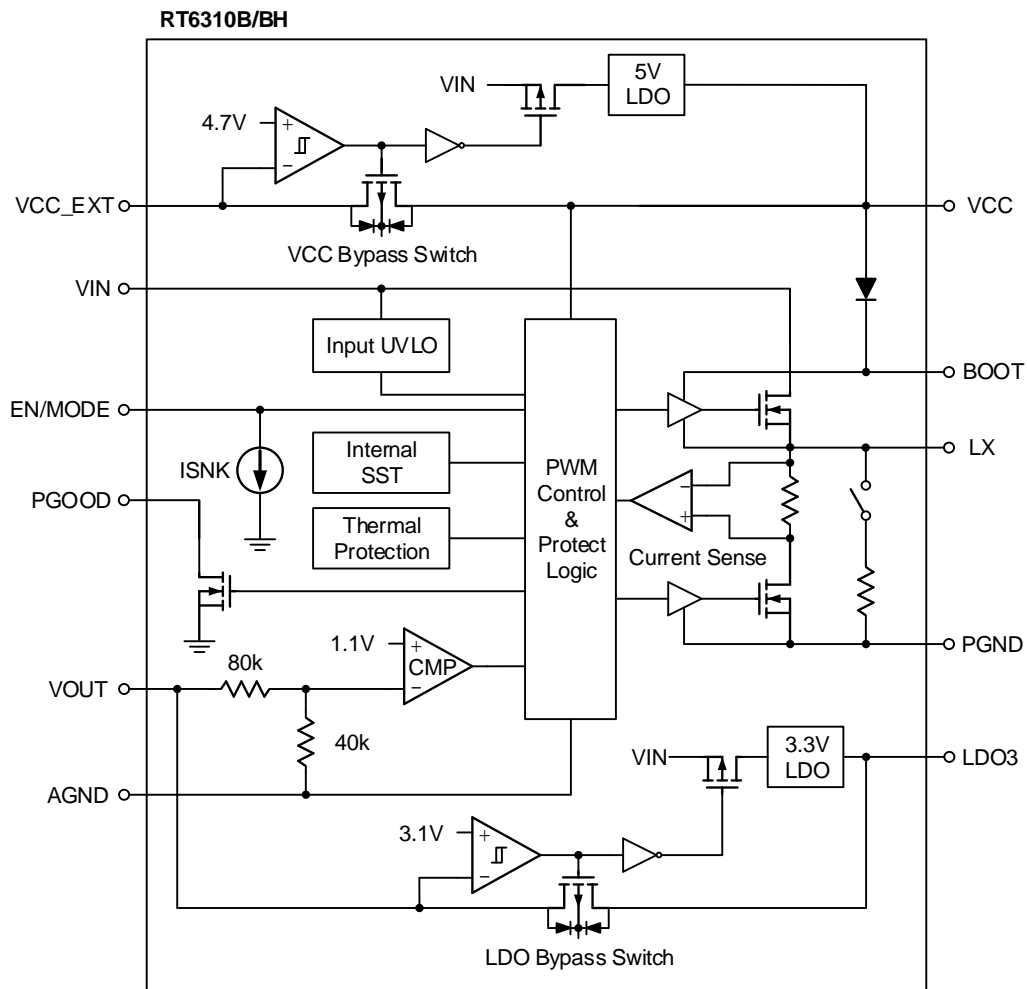 RT6310B/BH
VIN
5V
LDO
4.7V
+
−
VCC_EXT
VCC
VCC Bypass Switch
VIN
Input UVLO
BOOT
EN/MODE
ISNK
Internal
SST
LX
PGOOD
PWM
Control
&
Protect
Logic
−
+
Thermal
Protection
Current Sense
1.1V
+
CMP
−
PGND
VOUT
80k
40k
VIN
3.3V
LDO
LDO3
AGND
3.1V
+
−
LDO Bypass Switch